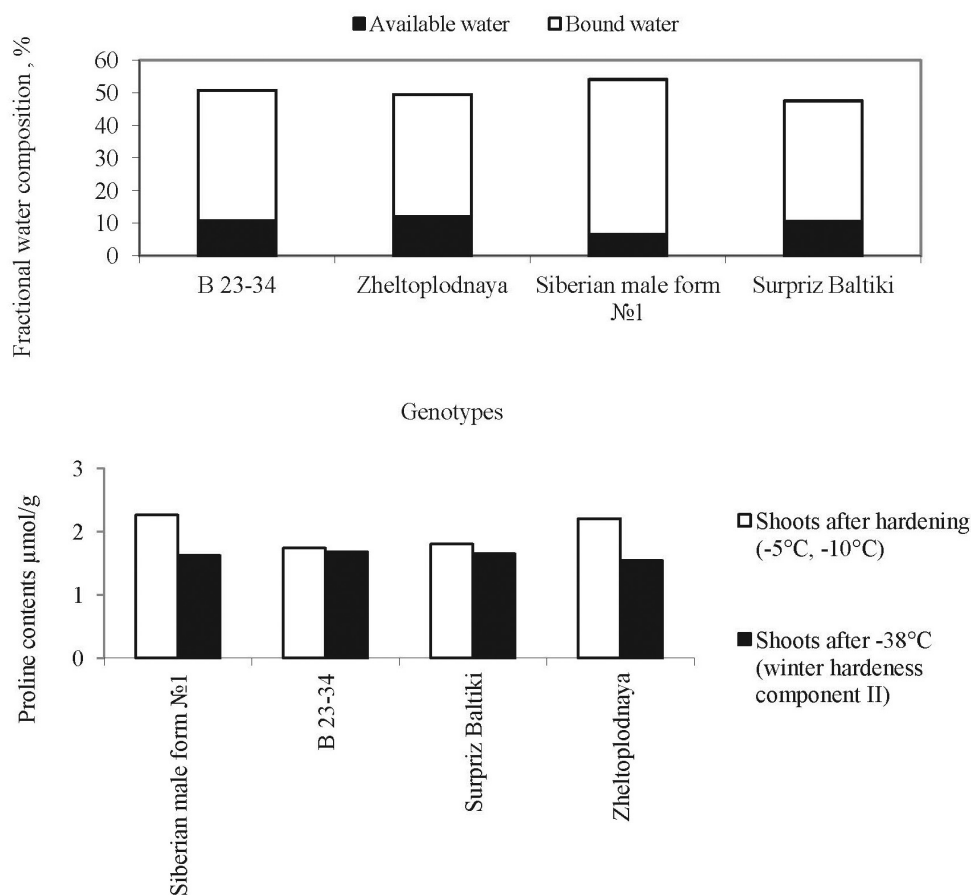 Available water Bound water
Fractional water composition , %
60
50
40
30
20
10
0
B 23-34
Zheltoplodnaya
Siberian male form
№1
Surpriz Baltiki
Genotypes
Proline contents µmol/g
3
2
1
0
Siberian male form №1
B 23-34
Surpriz Baltiki
Zheltoplodnaya
Shoots after hardening
(-5°C, -10°C)
Shoots after -38°C
(winter hardeness
component II)